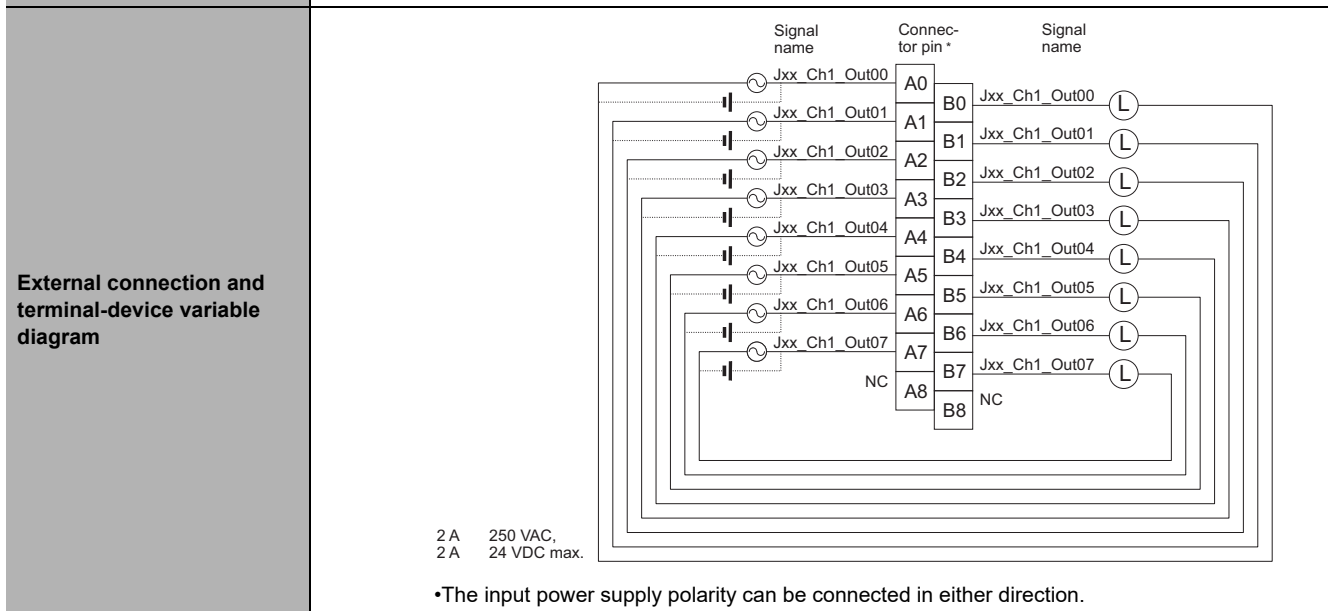 External connection and
terminal-device variable
diagram
Signal
name
Connec-
tor pin *
Signal
name
Jxx_Ch1_Out00
A0
B0
Jxx_Ch1_Out00
L
Jxx_Ch1_Out01
A1
B1
Jxx_Ch1_Out01
L
Jxx_Ch1_Out02
A2
B2
Jxx_Ch1_Out02
L
Jxx_Ch1_Out03
A3
B3
Jxx_Ch1_Out03
L
Jxx_Ch1_Out04
A4
B4
Jxx_Ch1_Out04
L
Jxx_Ch1_Out05
A5
B5
Jxx_Ch1_Out05
L
Jxx_Ch1_Out06
A6
B6
Jxx_Ch1_Out06
L
Jxx_Ch1_Out07
A7
B7
Jxx_Ch1_Out07
L
NC
A8
B8
NC
2 A 250 VAC,
2 A 24 VDC max.
•The input power supply polarity can be connected in either direction.